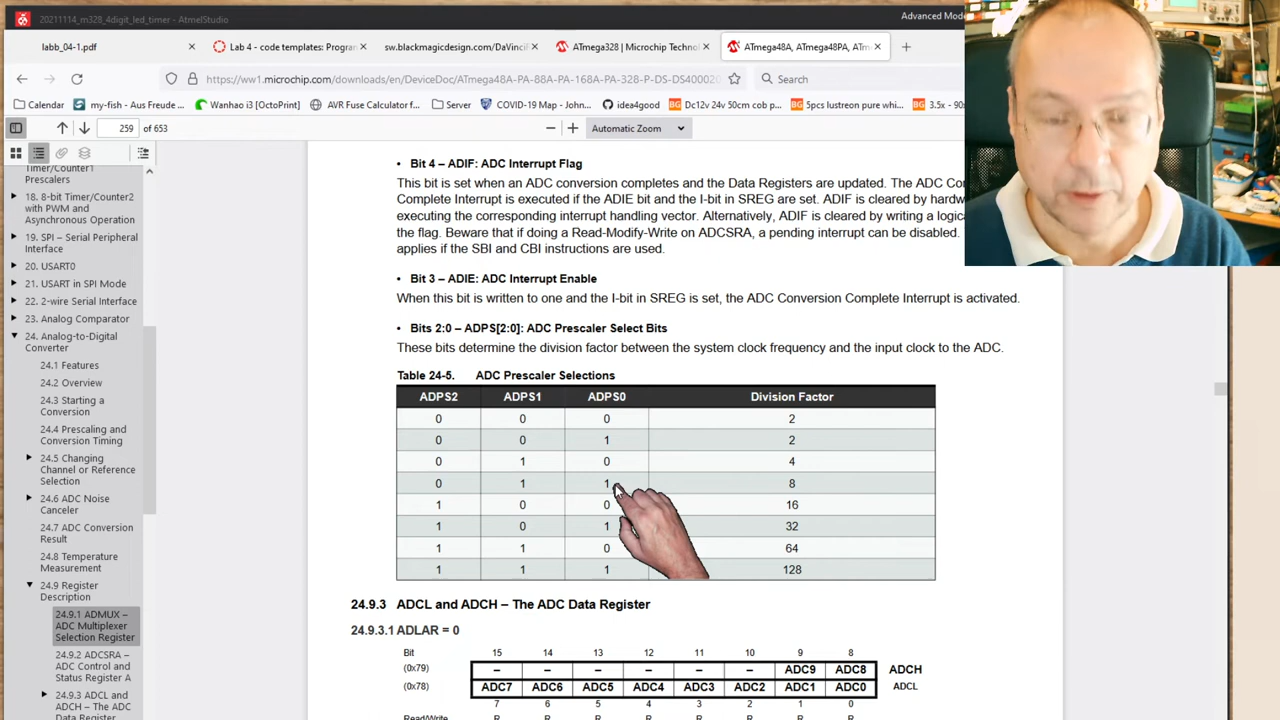 20211114_m328_4digit_led_timer - AtmelStudio
Advanced Mod
labb_04-1.pdf
Lab 4 - code templates: Progran
sw.blackmagicdesign.com/DaVinci
ATmega328 | Microchip Techno
ATmega48A, ATmega48PA, ATm
https://ww1.microchip.com/downloads/en/DeviceDoc/ATmega48A-PA-88A-PA-168A-PA-328-P-DS-DS400020
Search
Calendar
my-fish - Aus Freude
Wanhao i3 [OctoPrint]
AVR Fuse Calculator f
Server
COVID-19 Map - John...
idea4good
Dc12v 24v 50cm cob p...
5pcs lustreon pure whi...
3.5x - 90x
259 of 653
Automatic Zoom
Timer/Counter1
Prescalers
18. 8-bit Timer/Counter2
with PWM and
Asynchronous Operation
19. SPI – Serial Peripheral
Interface
20. USART0
21. USART in SPI Mode
22. 2-wire Serial Interface
23. Analog Comparator
24. Analog-to-Digital
Converter
24.1 Features
24.2 Overview
24.3 Starting a
Conversion
24.4 Prescaling and
Conversion Timing
24.5 Changing
Channel or Reference
Selection
24.6 ADC Noise
Canceler
24.7 ADC Conversion
Result
24.8 Temperature
Measurement
24.9 Register
Description
24.9.1 ADMUX –
ADC Multiplexer
Selection Register
24.9.2 ADCSRA –
ADC Control and
Status Register A
24.9.3 ADCL and
ADCH – The ADC
Data Register
• Bit 4 – ADIF: ADC Interrupt Flag
This bit is set when an ADC conversion completes and the Data Registers are updated. The ADC Con
Complete Interrupt is executed if the ADIE bit and the I-bit in SREG are set. ADIF is cleared by hardw
executing the corresponding interrupt handling vector. Alternatively, ADIF is cleared by writing a logica
the flag. Beware that if doing a Read-Modify-Write on ADCSRA, a pending interrupt can be disabled.
applies if the SBI and CBI instructions are used.
• Bit 3 – ADIE: ADC Interrupt Enable
When this bit is written to one and the I-bit in SREG is set, the ADC Conversion Complete Interrupt is activated.
• Bits 2:0 – ADPS[2:0]: ADC Prescaler Select Bits
These bits determine the division factor between the system clock frequency and the input clock to the ADC.
Table 24-5. ADC Prescaler Selections
ADPS2 ADPS1 ADPS0 Division Factor
0 0 0 2
0 0 1 2
0 1 0 4
0 1 1 8
1 0 0 16
1 0 1 32
1 1 0 64
1 1 1 128
24.9.3 ADCL and ADCH – The ADC Data Register
24.9.3.1 ADLAR = 0
Bit 15 14 13 12 11 10 9 8
(0x79) – – – – – – ADC9 ADC8 ADCH
(0x78) ADC7 ADC6 ADC5 ADC4 ADC3 ADC2 ADC1 ADC0 ADCL
7 6 5 4 3 2 1 0
Read/Write R R R R R R R R